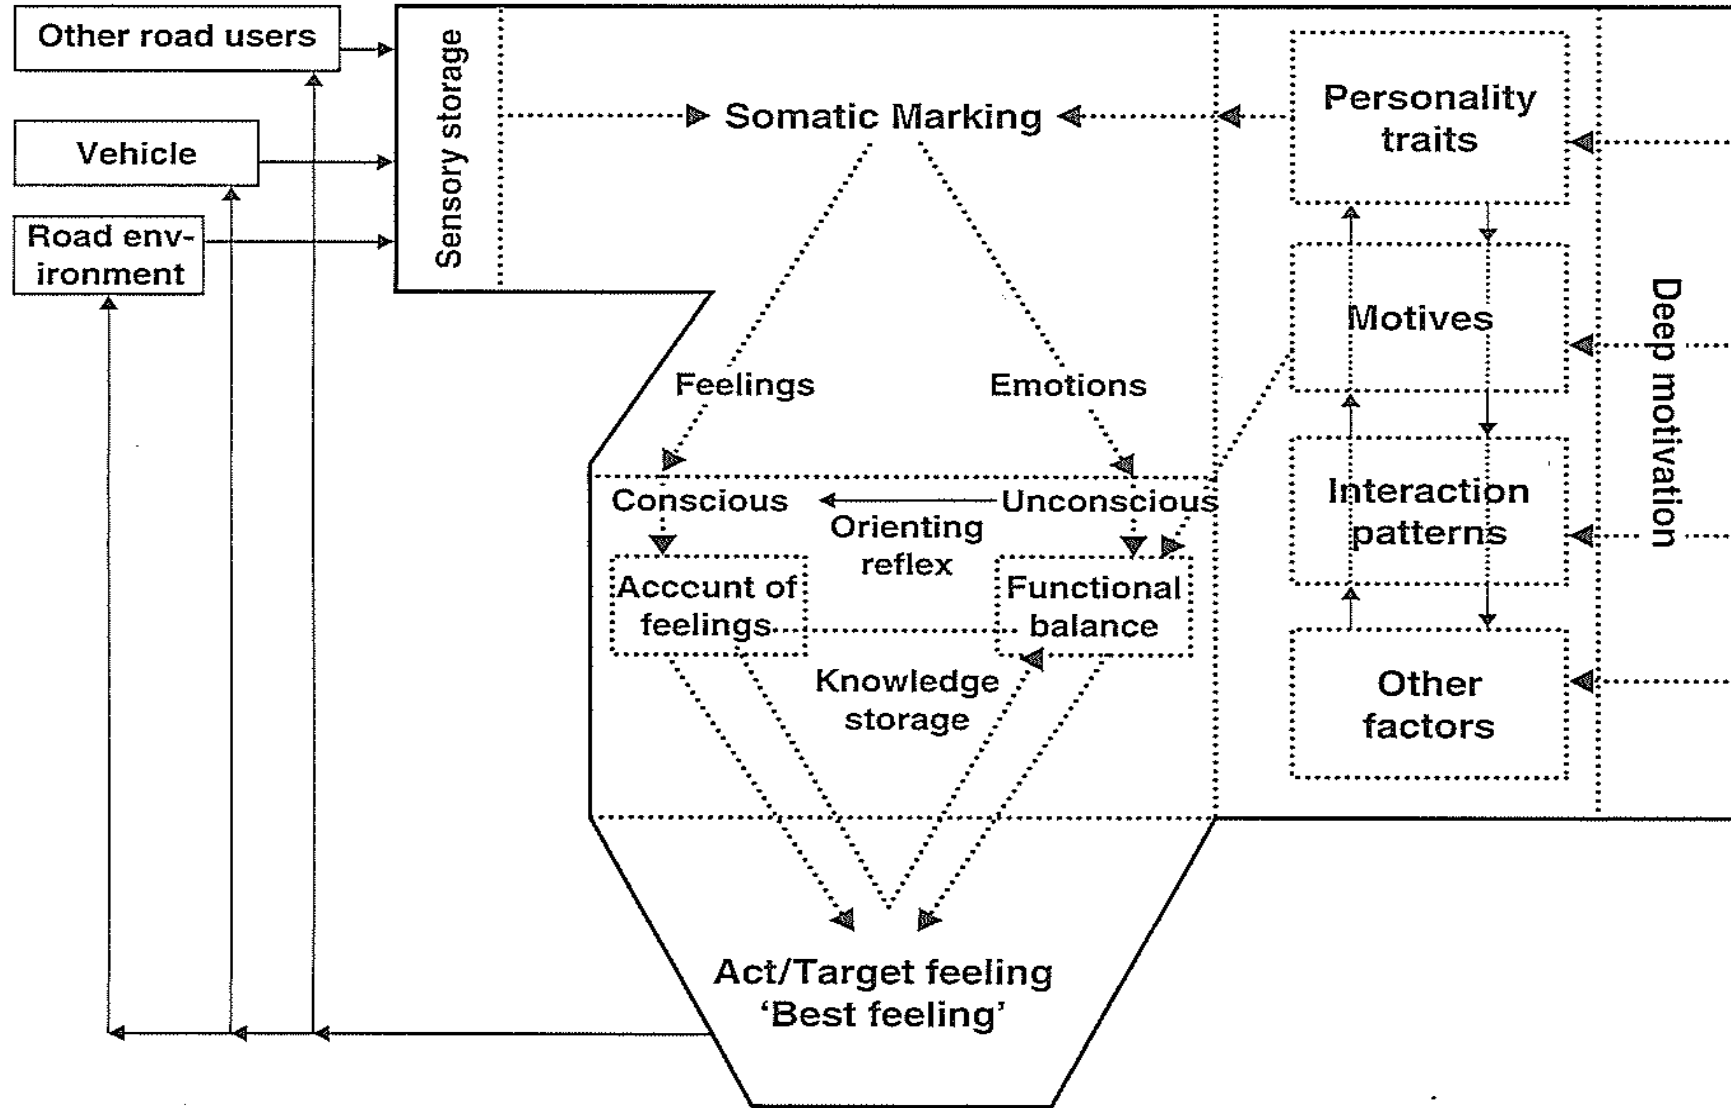 Other road users
Vehicle
Road env-
ironment
Sensory storage
Somatic Marking
Feelings
Emotions
Conscious
Unconscious
Orienting
reflex
Acccunt of
feelings
Functional
balance
Knowledge
storage
Act/Target feeling
‘Best feeling’
Personality
traits
Motives
Interaction
patterns
Other
factors
Deep motivation